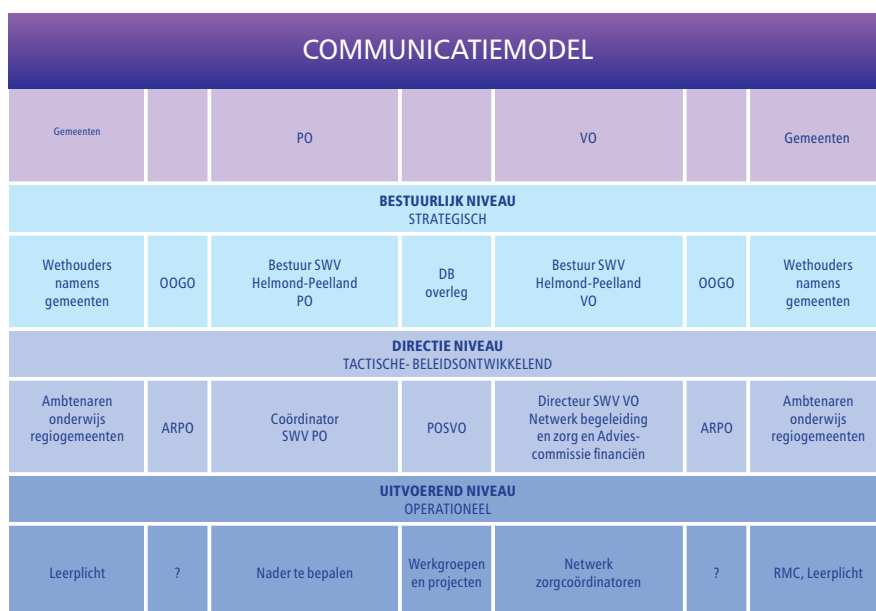 COMMUNICATIEMODEL
Gemeenten
PO
VO
Gemeenten
BESTUURLIJK NIVEAU
STRATEGISCH
Wethouders
namens
gemeenten
OOGO
Bestuur SWV
Helmond-Peelland
PO
DB
overleg
Bestuur SWV
Helmond-Peelland
VO
OOGO
Wethouders
namens
gemeenten
DIRECTIE NIVEAU
TACTISCHE- BELEIDSONTWIKKELEND
Ambtenaren
onderwijs
regiogemeenten
ARPO
Coördinator
SWV PO
POSVO
Directeur SWV VO
Netwerk begeleiding
en zorg en Advies-
commissie financiën
ARPO
Ambtenaren
onderwijs
regiogemeenten
UITVOEREND NIVEAU
OPERATIONEEL
Leerplicht
?
Nader te bepalen
Werkgroepen
en projecten
Netwerk
zorgcoördinatoren
?
RMC, Leerplicht